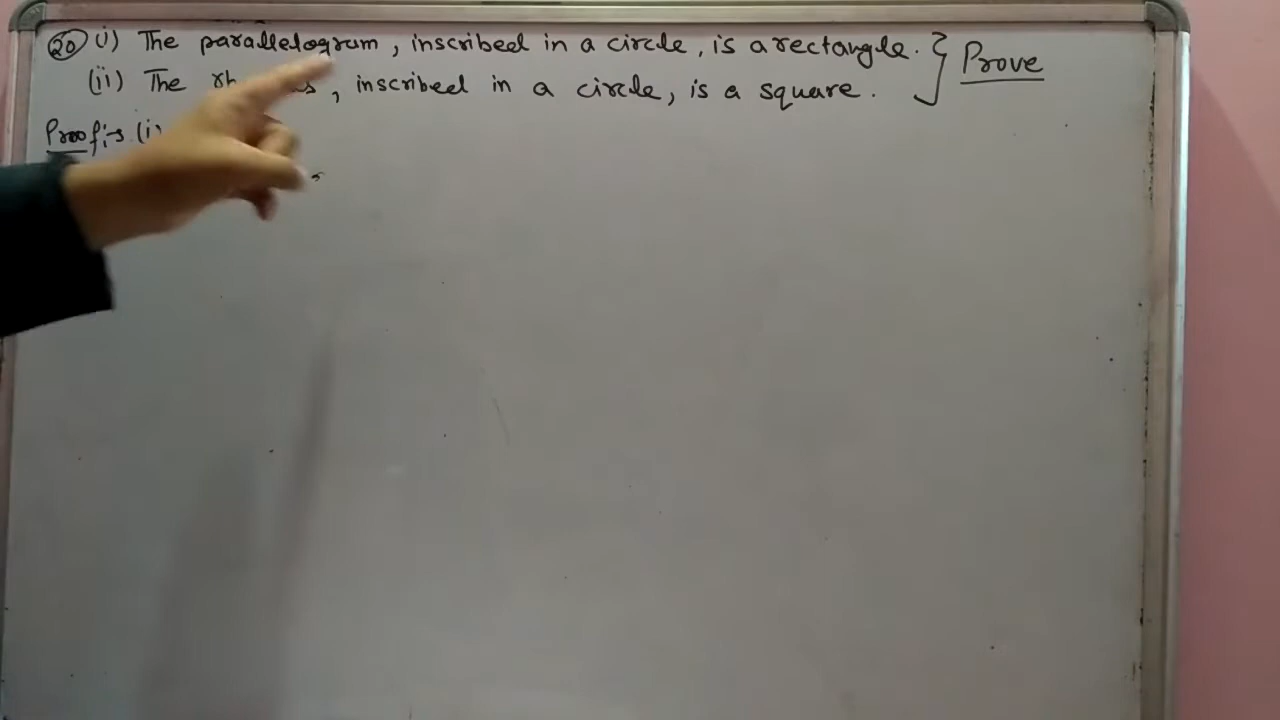 20 (i) The parallelogram, inscribed in a circle, is a rectangle. } Prove
(ii) The , inscribed in a circle, is a square.
Proof:- (i)